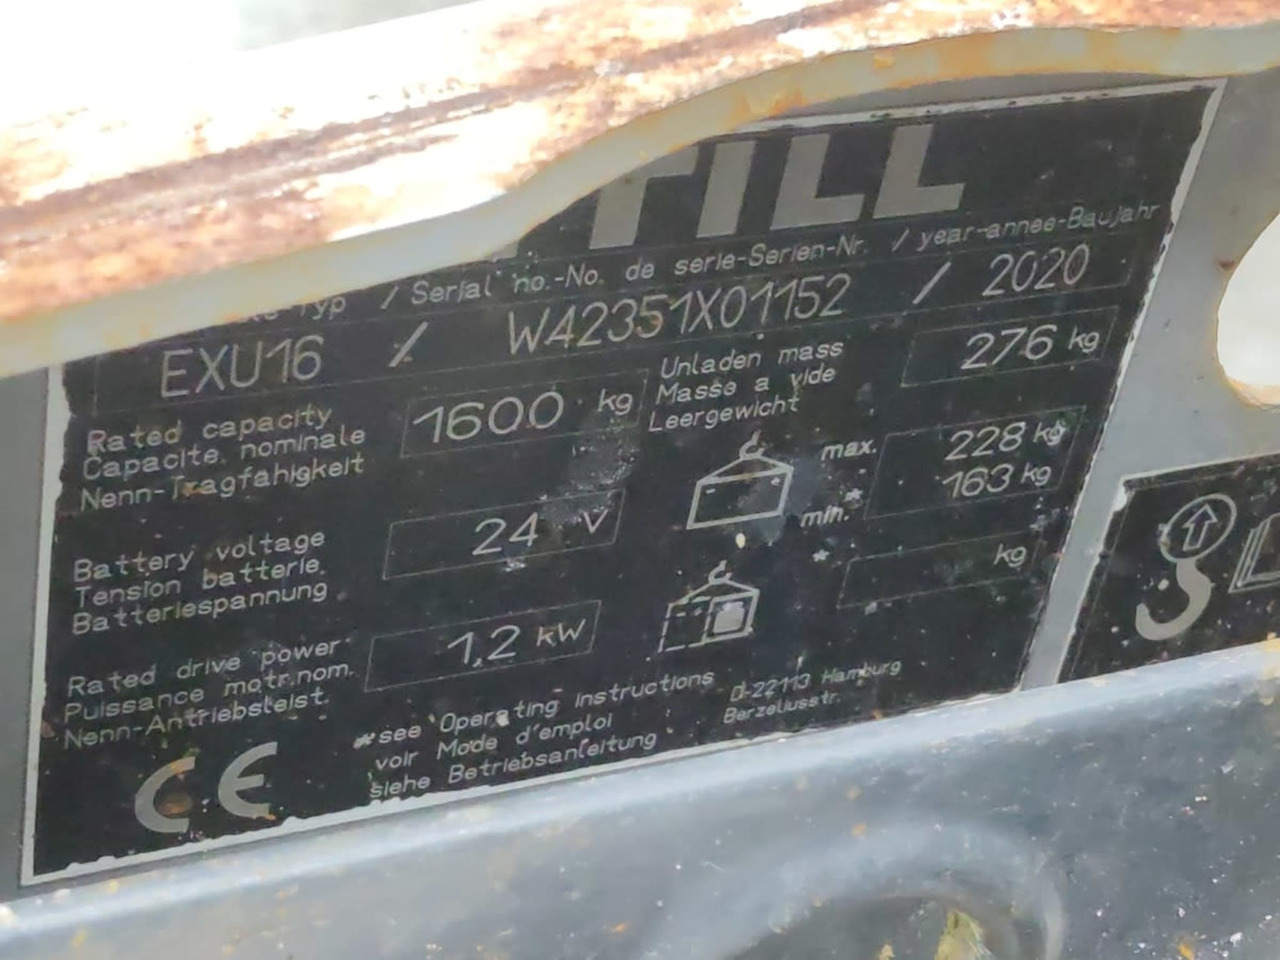 TILL
Typ / Serial no.-No. de serie-Serien-Nr. / year-annee-Baujahr
EXU16 / W42351X01152 / 2020
Rated capacity
Capacite nominale
Nenn-Tragfahigkeit
1600 kg
Unladen mass
Masse a vide
Leergewicht
276 kg
max. 228 kg
min.* 163 kg
Battery voltage
Tension batterie
Batteriespannung
24 V
* kg
Rated drive power
Puissance motr.nom.
Nenn-Antriebsleist.
1,2 kW
*see Operating instructions
voir Mode d'emploi
siehe Betriebsanleitung
D-22113 Hamburg
Berzeliusstr.
CE